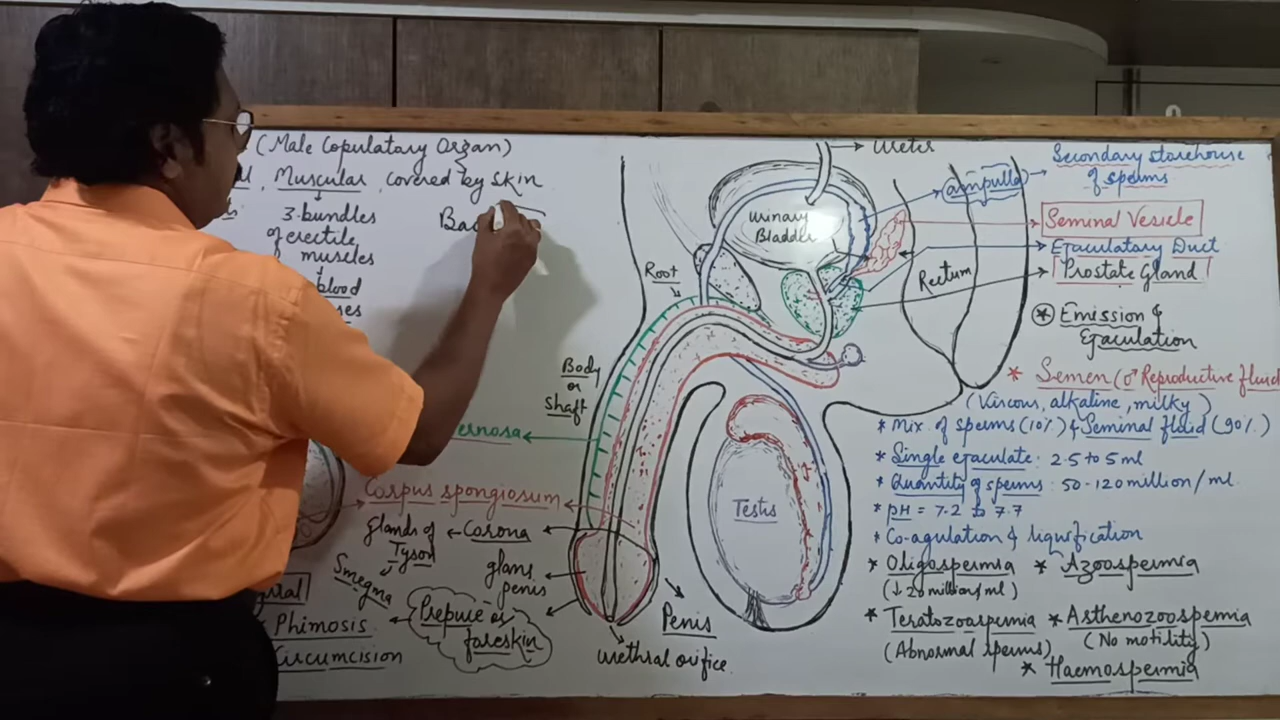 (Male Copulatory Organ)
Muscular, covered by Skin
3 bundles
of erectile
muscles
blood
Root
Body
or
Shaft
Corpus spongiosum
glands of ← Corona
Tyson
Smegma
glans
penis
Prepuce or
foreskin
Phimosis
Circumcision
Penis
urethral orifice
Testis
Urinary
Bladder
Rectum
Ureter
(ampulla)
Secondary storehouse
of sperms
Seminal Vesicle
Ejaculatory Duct
Prostate Gland
* Emission &
Ejaculation
* Semen (♂ Reproductive fluid
(Viscous, alkaline, milky)
* Mix. of sperms (10%) & Seminal fluid (90%)
* Single ejaculate: 2.5 to 5 ml
* Quantity of sperms: 50-120 million/ml.
* pH = 7.2 to 7.7
* Co-agulation & liquification
* Oligospermia * Azoospermia
(↓ 20 millions/ml)
* Teratozoospermia * Asthenozoospermia
(Abnormal sperms) (No motility)
* Haemospermia